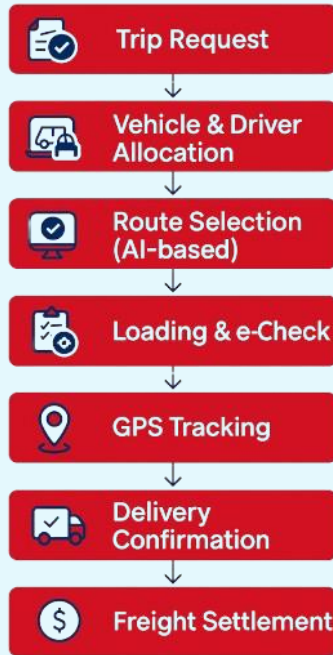 Trip Request
Vehicle & Driver
Allocation
Route Selection
(AI-based)
Loading & e-Check
GPS Tracking
Delivery
Confirmation
$
Freight Settlement